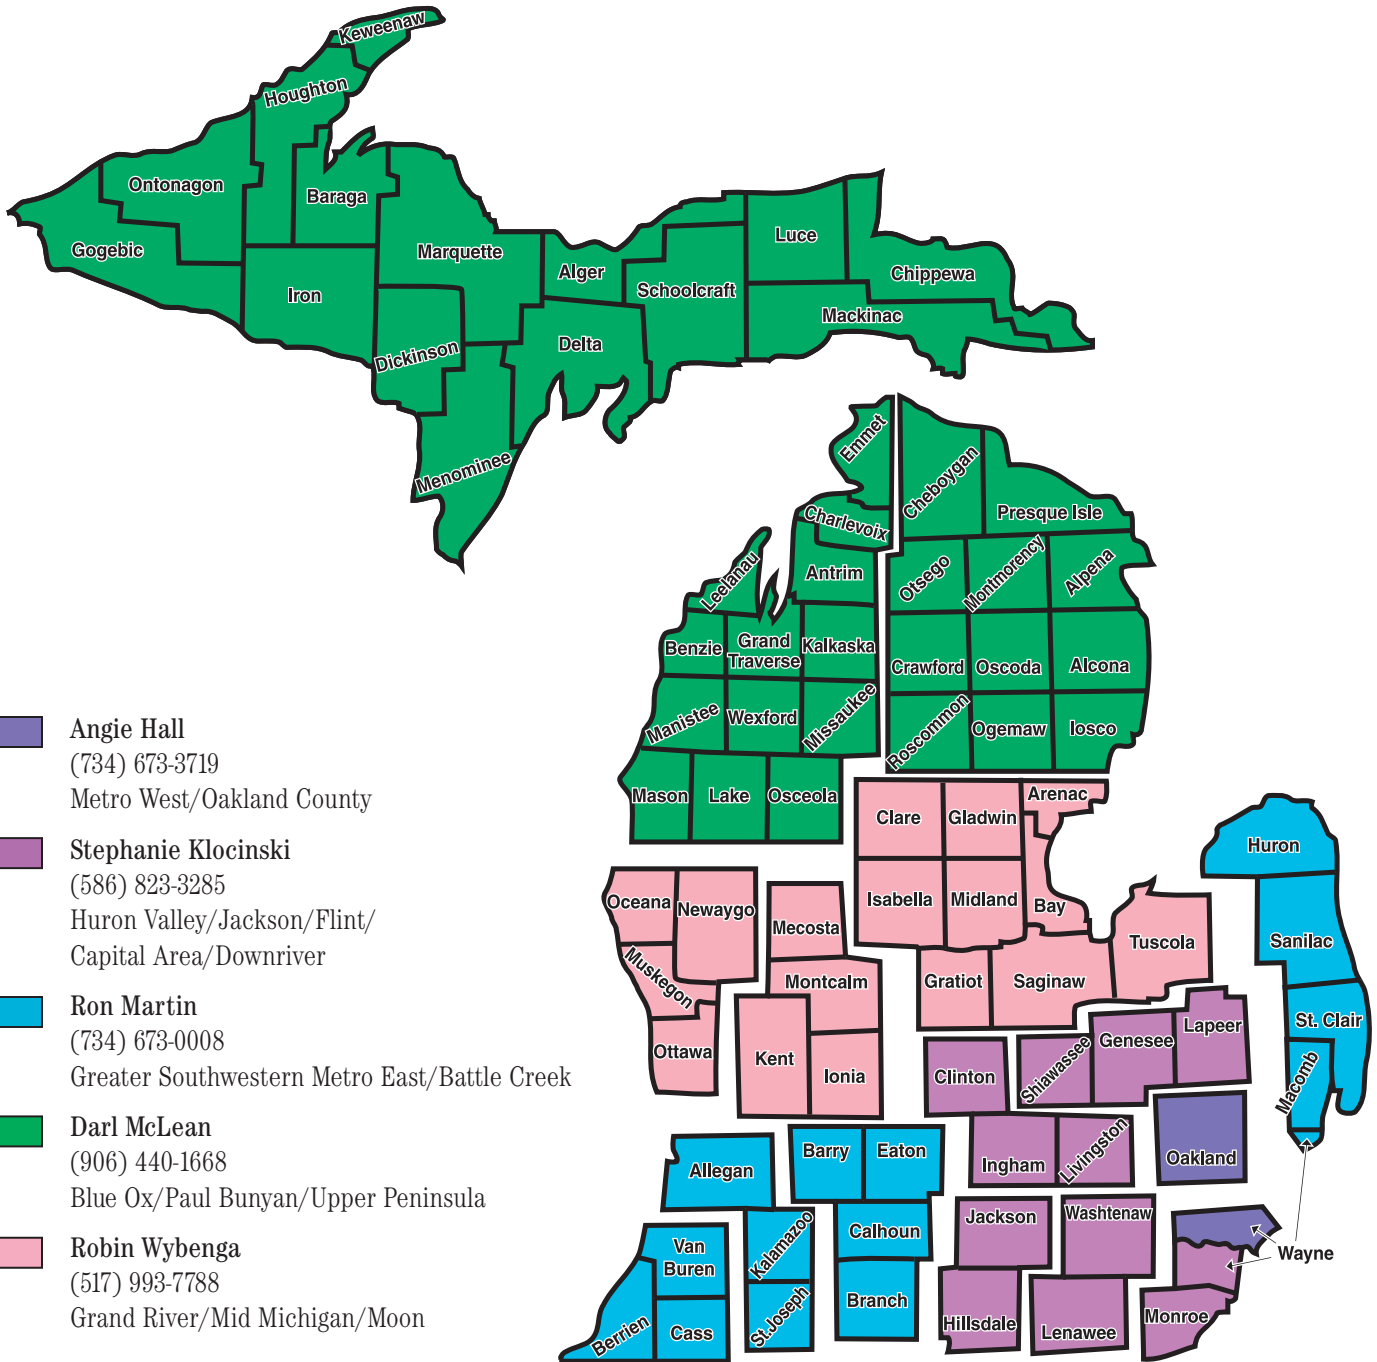 Keweenaw
Houghton
Ontonagon
Baraga
Gogebic
Marquette
Luce
Alger
Chippewa
Iron
Schoolcraft
Mackinac
Dickinson
Delta
Menominee
Emmet
Cheboygan
Presque Isle
Charlevoix
Leelanau
Antrim
Otsego
Montmorency
Alpena
Benzie
Grand
Traverse
Kalkaska
Crawford
Oscoda
Alcona
Manistee
Wexford
Missaukee
Roscommon
Ogemaw
Iosco
Mason
Lake
Osceola
Clare
Gladwin
Arenac
Huron
Oceana
Newaygo
Mecosta
Isabella
Midland
Bay
Tuscola
Sanilac
Muskegon
Montcalm
Gratiot
Saginaw
St. Clair
Ottawa
Kent
Ionia
Clinton
Shiawassee
Genesee
Lapeer
Macomb
Allegan
Barry
Eaton
Ingham
Livingston
Oakland
Van
Buren
Kalamazoo
Calhoun
Jackson
Washtenaw
Wayne
Berrien
Cass
St.Joseph
Branch
Hillsdale
Lenawee
Monroe
Angie Hall
(734) 673-3719
Metro West/Oakland County
Stephanie Klocinski
(586) 823-3285
Huron Valley/Jackson/Flint/
Capital Area/Downriver
Ron Martin
(734) 673-0008
Greater Southwestern Metro East/Battle Creek
Darl McLean
(906) 440-1668
Blue Ox/Paul Bunyan/Upper Peninsula
Robin Wybenga
(517) 993-7788
Grand River/Mid Michigan/Moon